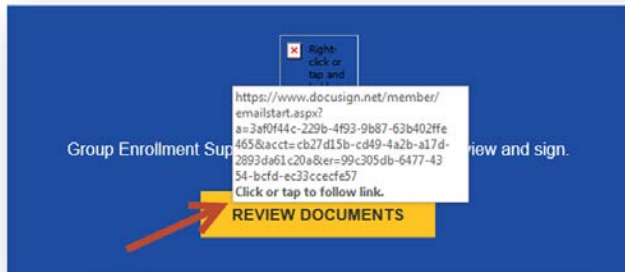 Right-
click or
tap and
https://www.docusign.net/member/
emailstart.aspx?
a=3af0f44c-229b-4f93-9b87-63b402ffe
465&acct=cb27d15b-cd49-4a2b-a17d-
2893da61c20a&er=99c305db-6477-43
54-bcfd-ec33ccecfe57
Click or tap to follow link.
Group Enrollment Sup view and sign.
REVIEW DOCUMENTS